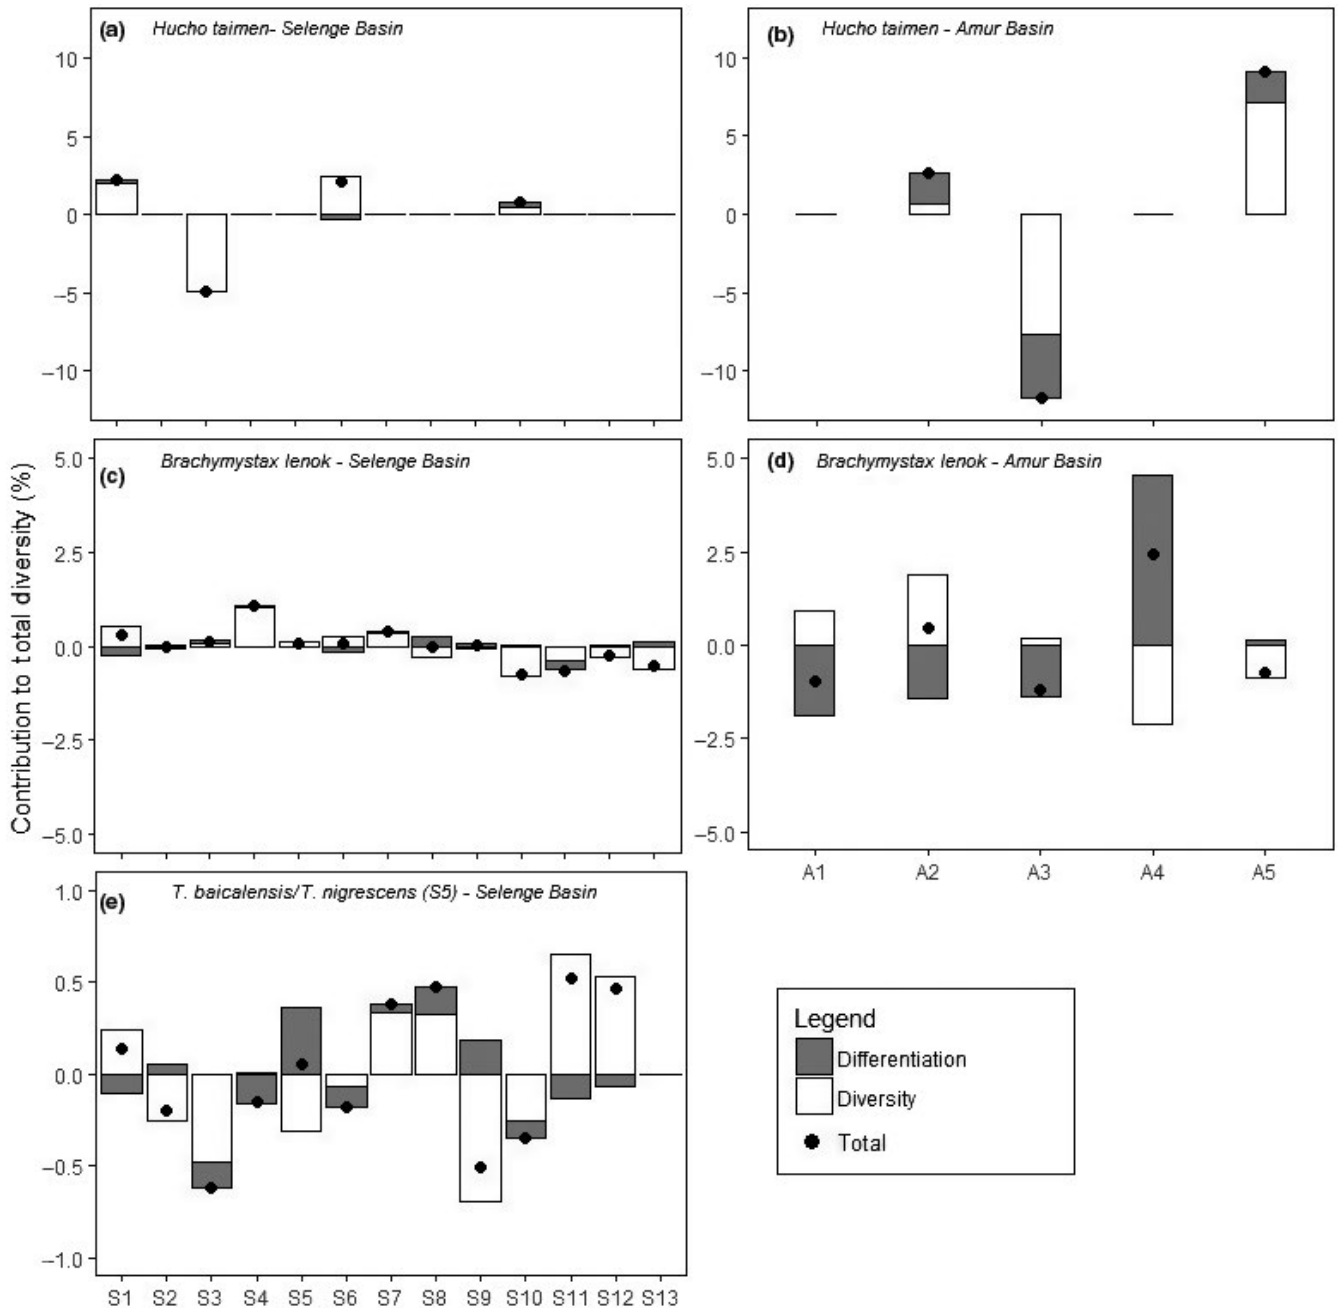 (a) Hucho taimen- Selenge Basin
10
5
0
−5
−10
(b) Hucho taimen - Amur Basin
10
5
0
−5
−10
Contribution to total diversity (%)
(c) Brachymystax lenok - Selenge Basin
5.0
2.5
0.0
−2.5
−5.0
(d) Brachymystax lenok - Amur Basin
5.0
2.5
0.0
−2.5
−5.0
A1 A2 A3 A4 A5
(e) T. baicalensis/T. nigrescens (S5) - Selenge Basin
1.0
0.5
0.0
−0.5
−1.0
S1 S2 S3 S4 S5 S6 S7 S8 S9 S10 S11 S12 S13
Legend
Differentiation
Diversity
Total